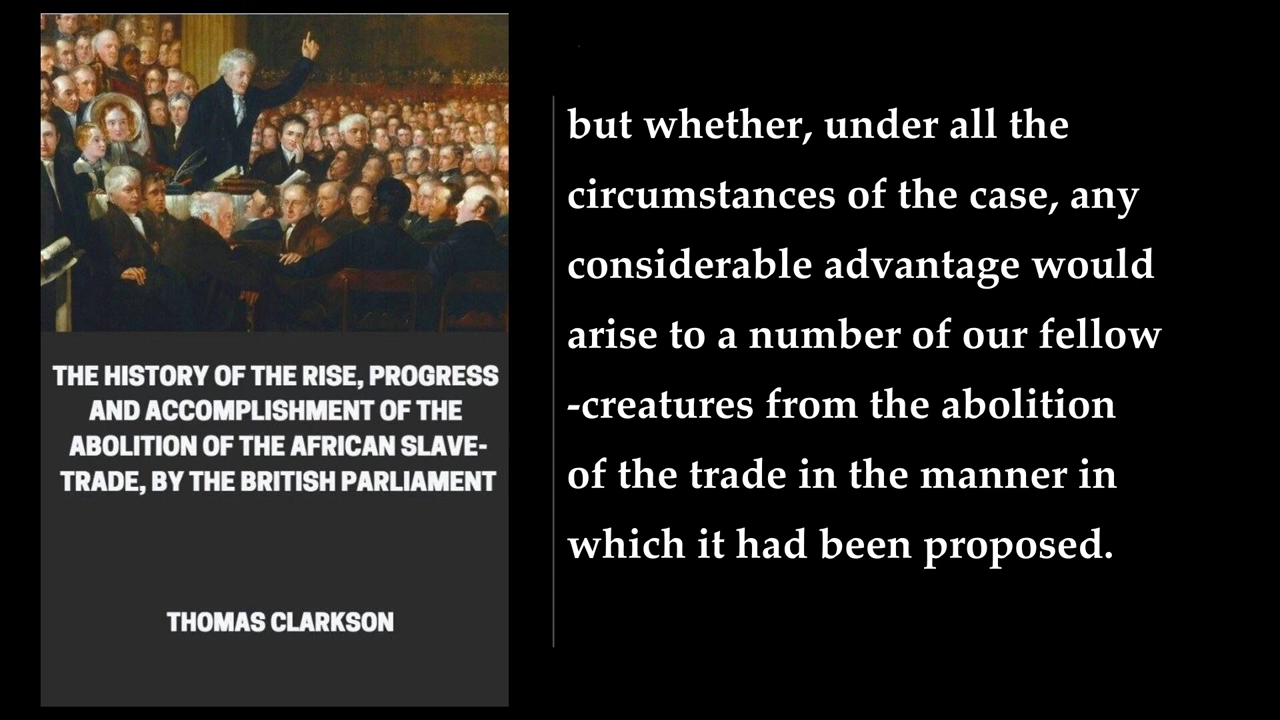 THE HISTORY OF THE RISE, PROGRESS
AND ACCOMPLISHMENT OF THE
ABOLITION OF THE AFRICAN SLAVE-
TRADE, BY THE BRITISH PARLIAMENT
THOMAS CLARKSON
but whether, under all the
circumstances of the case, any
considerable advantage would
arise to a number of our fellow
-creatures from the abolition
of the trade in the manner in
which it had been proposed.